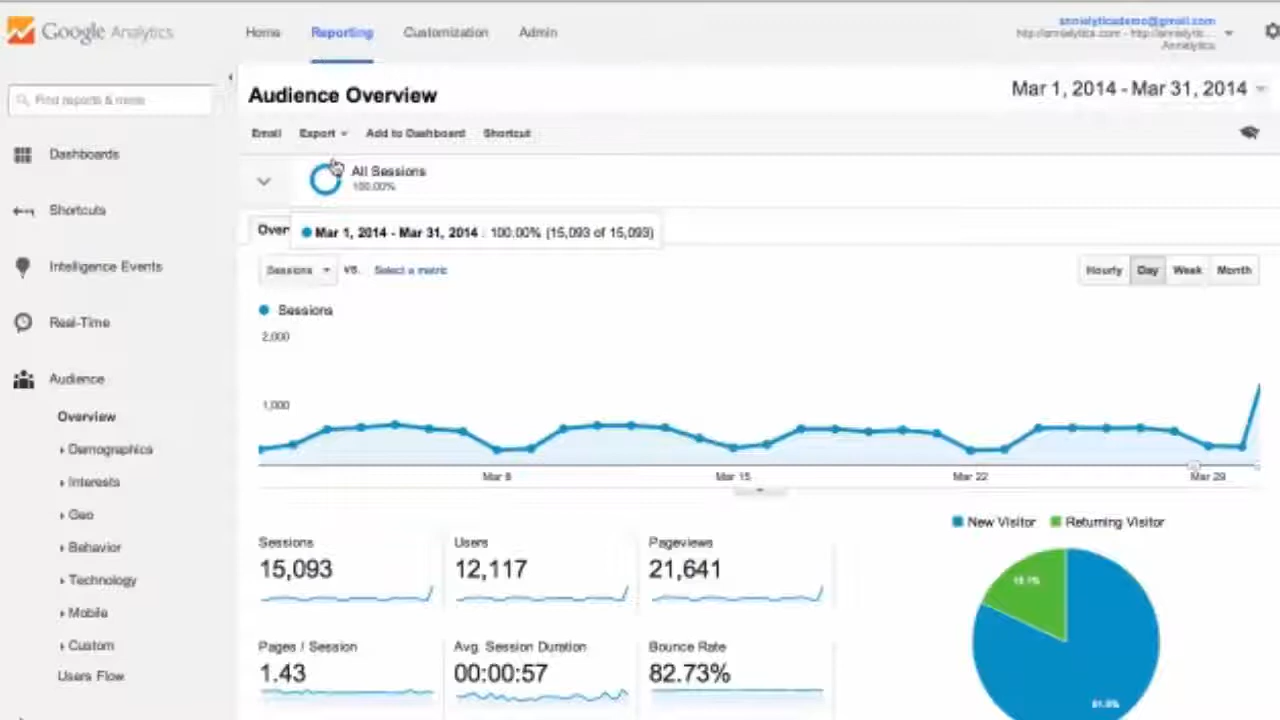 Google Analytics
Home Reporting Customization Admin
Find reports & more
Audience Overview
Mar 1, 2014 - Mar 31, 2014
Email Export Add to Dashboard Shortcut
Dashboards
Shortcuts
Intelligence Events
Real-Time
Audience
Overview
Demographics
Interests
Geo
Behavior
Technology
Mobile
Custom
Users Flow
All Sessions
100.00%
Over
Mar 1, 2014 - Mar 31, 2014 : 100.00% (15,093 of 15,093)
Sessions VS. Select a metric
Hourly Day Week Month
Sessions
2,000
1,000
Mar 8 Mar 15 Mar 22 Mar 29
New Visitor Returning Visitor
Sessions
15,093
Users
12,117
Pageviews
21,641
Pages / Session
1.43
Avg. Session Duration
00:00:57
Bounce Rate
82.73%